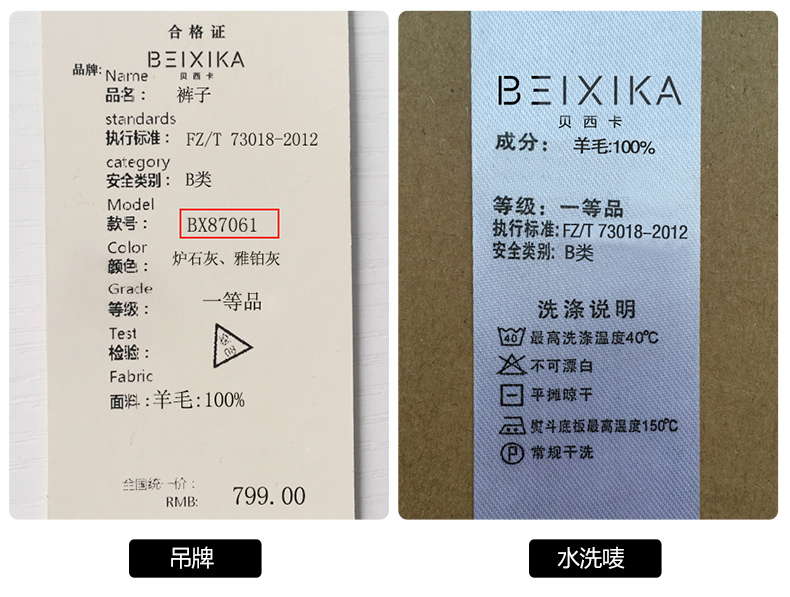 合格证
BEIXIKA
贝西卡
品牌:
Name
品名： 裤子
standards
执行标准： FZ/T 73018-2012
category
安全类别： B类
Model
款号： BX87061
Color
颜色： 炉石灰、雅铂灰
Grade
等级： 一等品
Test
检验：
Fabric
面料:羊毛:100%
全国统一价：
RMB: 799.00
吊牌
BEIXIKA
贝西卡
成分： 羊毛:100%
等级：一等品
执行标准:FZ/T 73018-2012
安全类别: B类
洗涤说明
40 最高洗涤温度40℃
不可漂白
平摊晾干
熨斗底板最高温度150℃
P 常规干洗
水洗唛